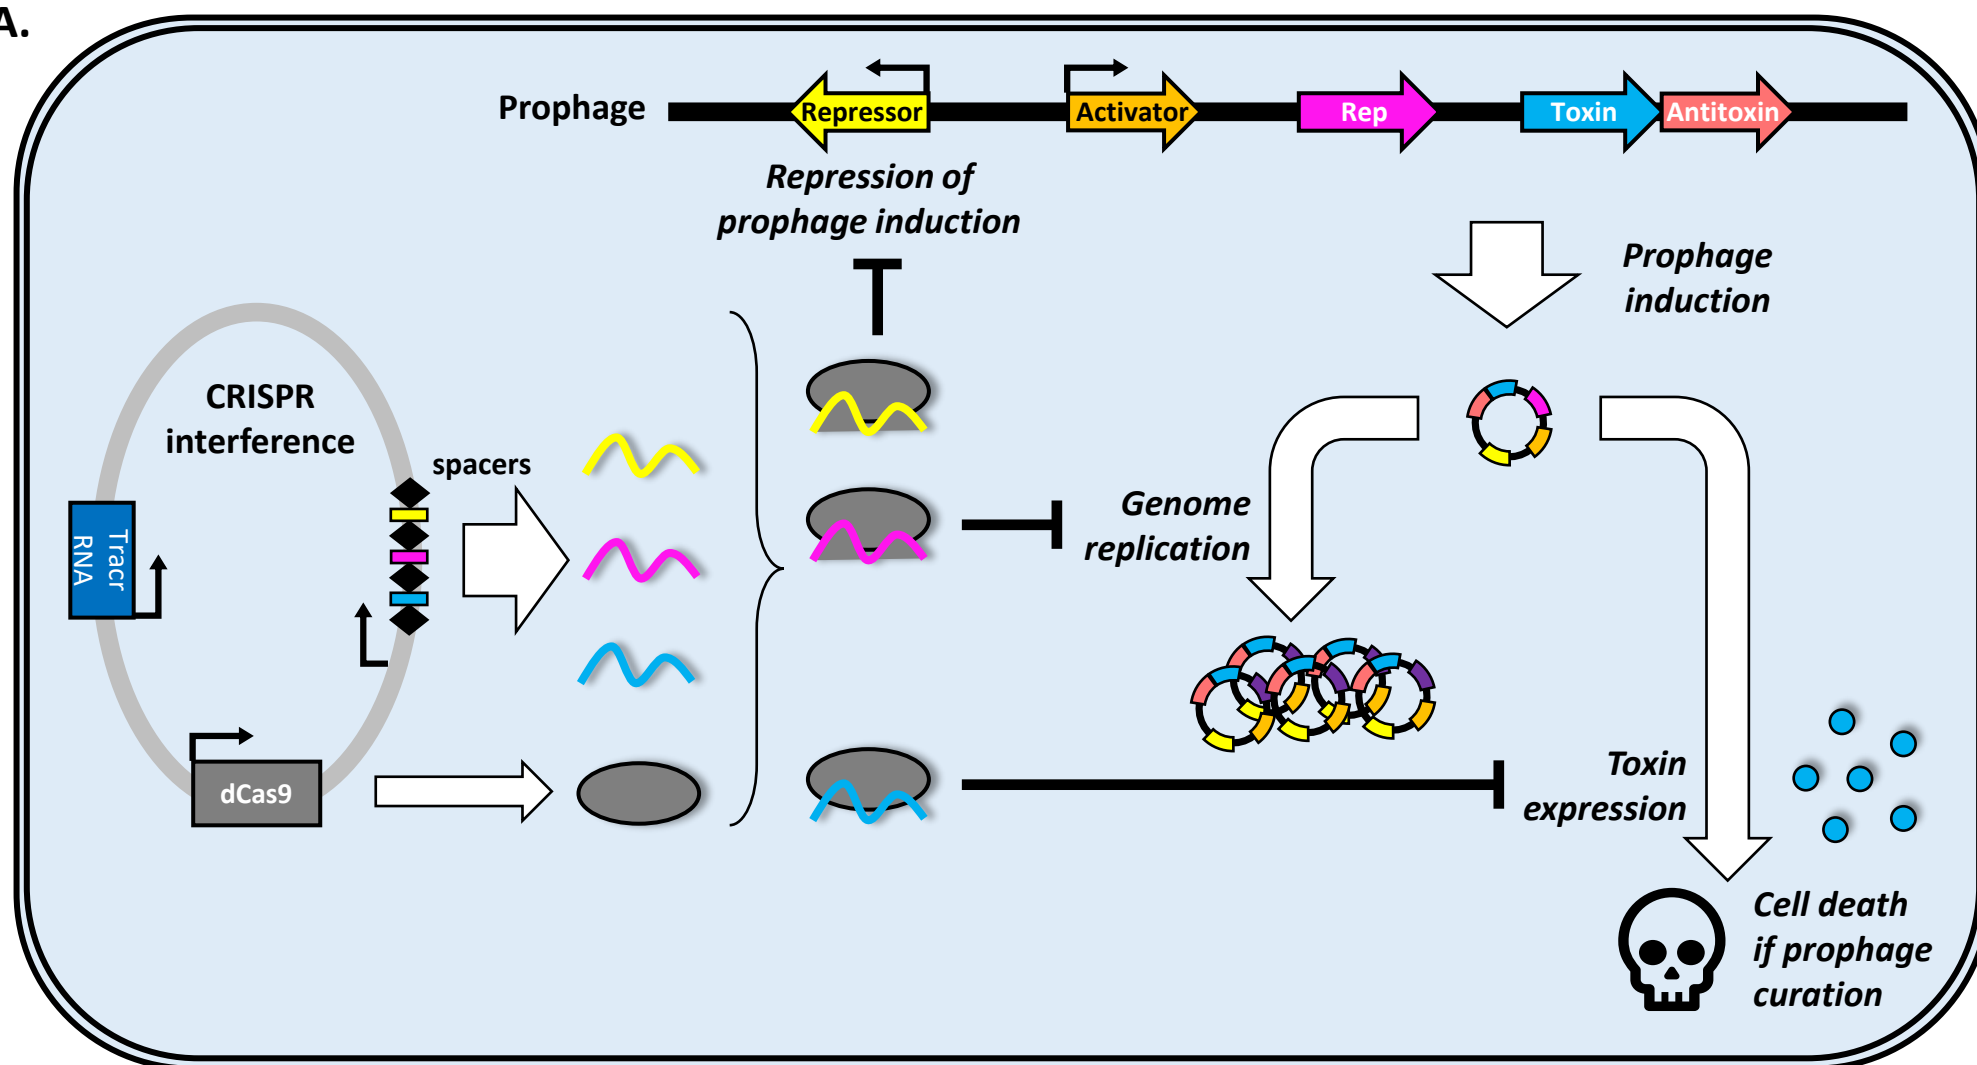 A.
Prophage
Repressor
Activator
Rep
Toxin
Antitoxin
Repression of
prophage induction
Prophage
induction
CRISPR
interference
spacers
Tracr
RNA
Genome
replication
dCas9
Toxin
expression
Cell death
if prophage
curation